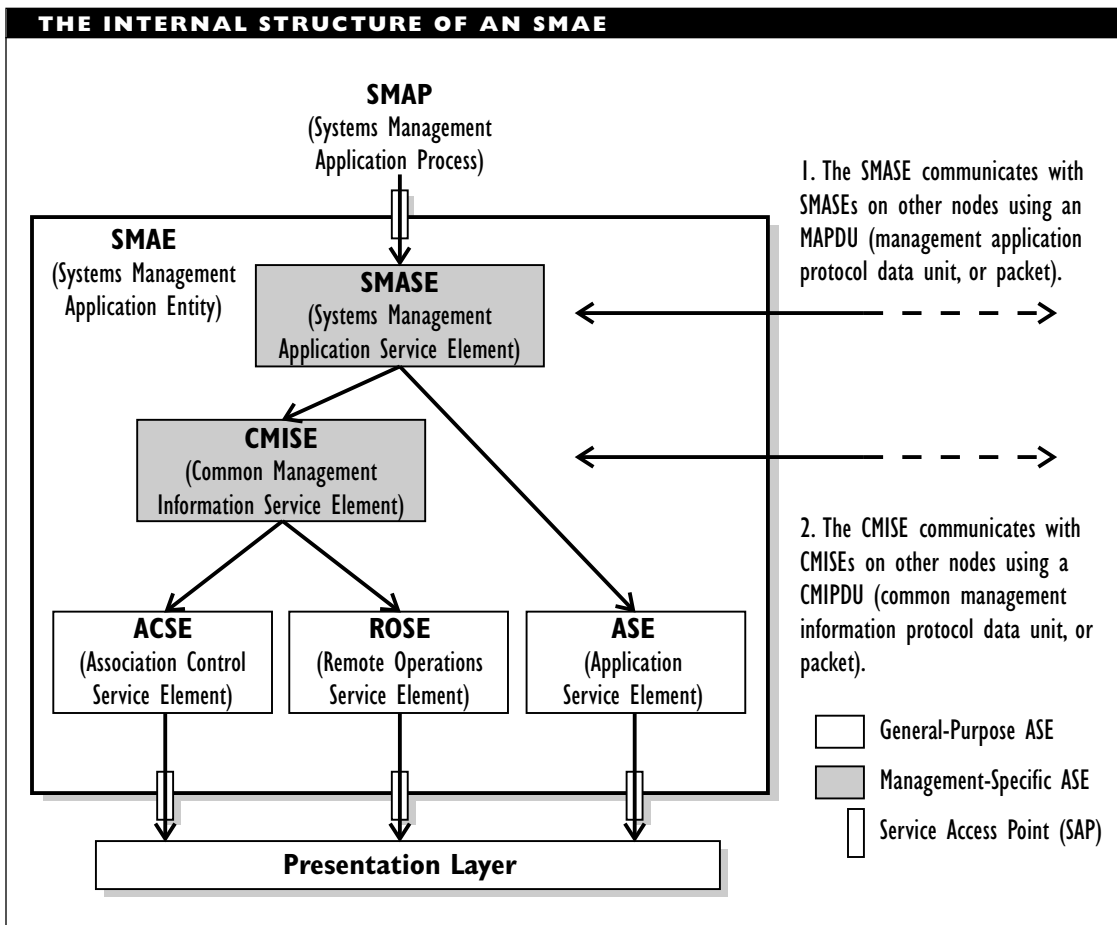 THE INTERNAL STRUCTURE OF AN SMAE
SMAP
(Systems Management
Application Process)
SMAE
(Systems Management
Application Entity)
SMASE
(Systems Management
Application Service Element)
CMISE
(Common Management
Information Service Element)
ACSE
(Association Control
Service Element)
ROSE
(Remote Operations
Service Element)
ASE
(Application
Service Element)
Presentation Layer
1. The SMASE communicates with
SMASEs on other nodes using an
MAPDU (management application
protocol data unit, or packet).
2. The CMISE communicates with
CMISEs on other nodes using a
CMIPDU (common management
information protocol data unit, or
packet).
General-Purpose ASE
Management-Specific ASE
Service Access Point (SAP)